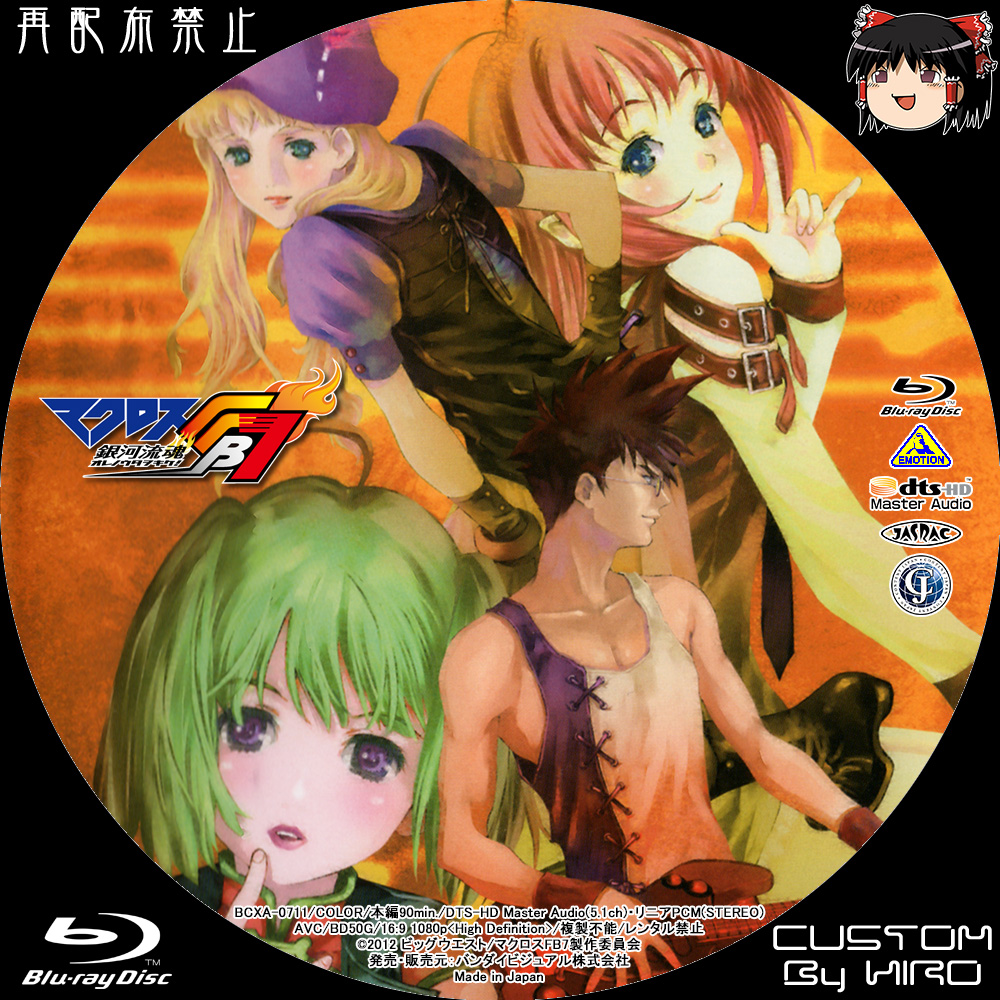 再配布禁止
マクロス
FB7
銀河流魂
オレノウタヲキケ!
Blu-ray Disc™
EMOTION
dts-HD™
Master Audio
JASRAC
BCXA-0711/COLOR/本編90min./DTS-HD Master Audio(5.1ch)・リニアPCM(STEREO)
AVC/BD50G/16:9 1080p<High Definition>/複製不能/レンタル禁止
©2012 ビッグウエスト/マクロスFB7製作委員会
発売・販売元:バンダイビジュアル株式会社
Made in Japan
Blu-ray Disc™
CUSTOM
By HIRO